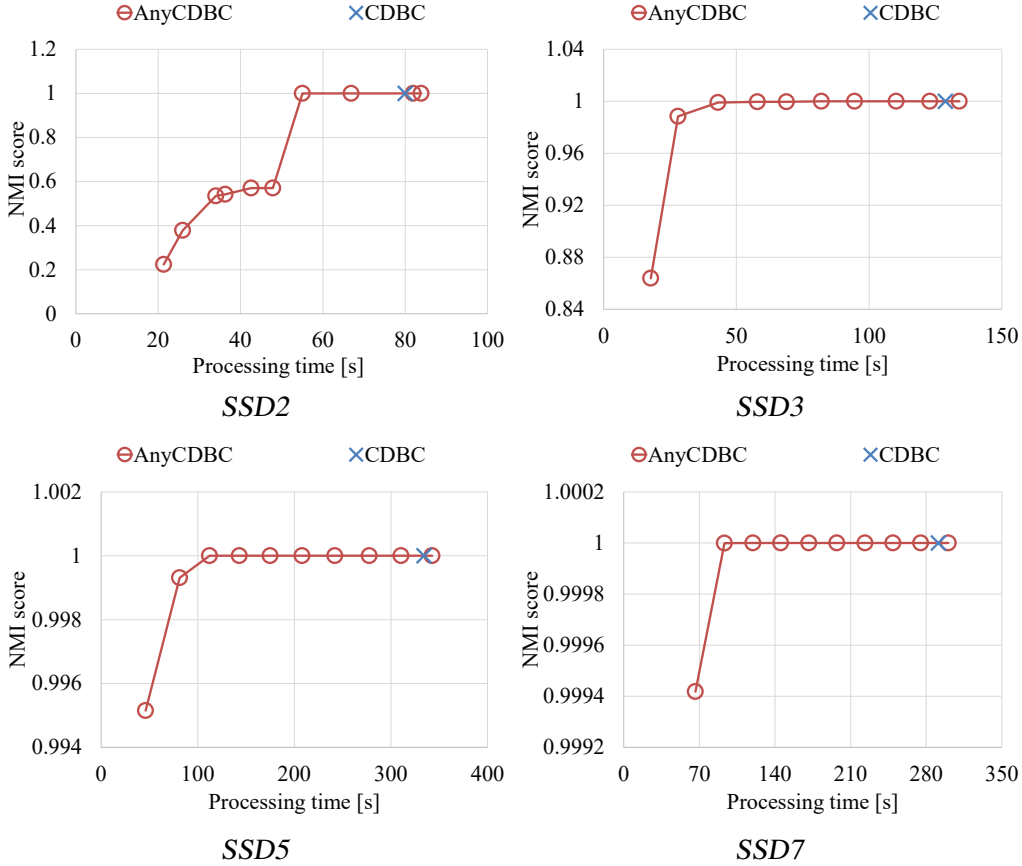 AnyCDBC CDBC
1.2
1
0.8
0.6
0.4
0.2
0
NMI score
0 20 40 60 80 100
Processing time [s]
SSD2
AnyCDBC CDBC
1.04
1
0.96
0.92
0.88
0.84
NMI score
0 50 100 150
Processing time [s]
SSD3
AnyCDBC CDBC
1.002
1
0.998
0.996
0.994
NMI score
0 100 200 300 400
Processing time [s]
SSD5
AnyCDBC CDBC
1.0002
1
0.9998
0.9996
0.9994
0.9992
NMI score
0 70 140 210 280 350
Processing time [s]
SSD7